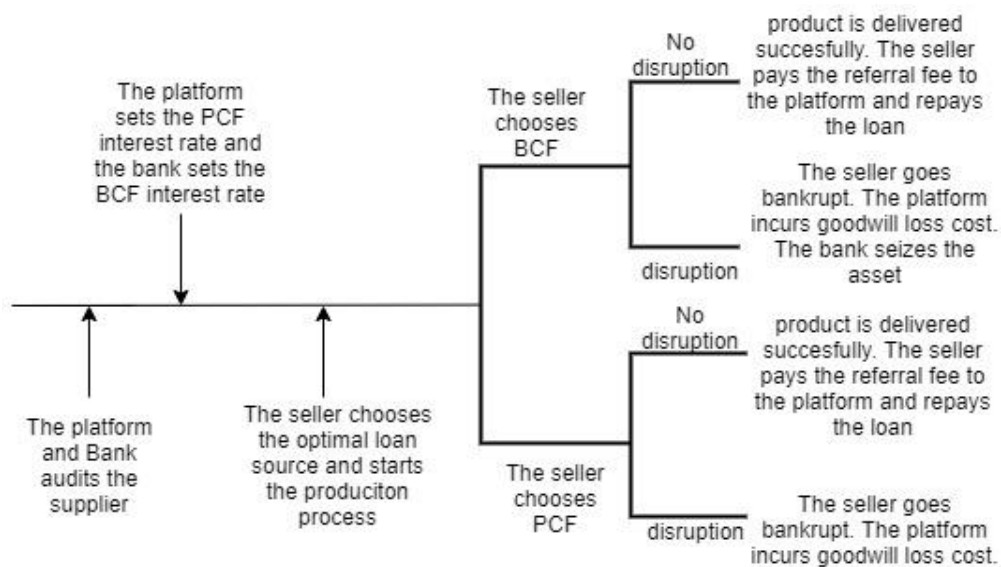 The platform
sets the PCF
interest rate and
the bank sets the
BCF interest rate
The platform
and Bank
audits the
supplier
The seller chooses
the optimal loan
source and starts
the produciton
process
The seller
chooses
BCF
No
disruption
product is delivered
succesfully. The seller
pays the referral fee to
the platform and repays
the loan
disruption
The seller goes
bankrupt. The platform
incurs goodwill loss cost.
The bank seizes the
asset
The seller
chooses
PCF
No
disruption
product is delivered
succesfully. The seller
pays the referral fee to
the platform and repays
the loan
disruption
The seller goes
bankrupt. The platform
incurs goodwill loss cost.